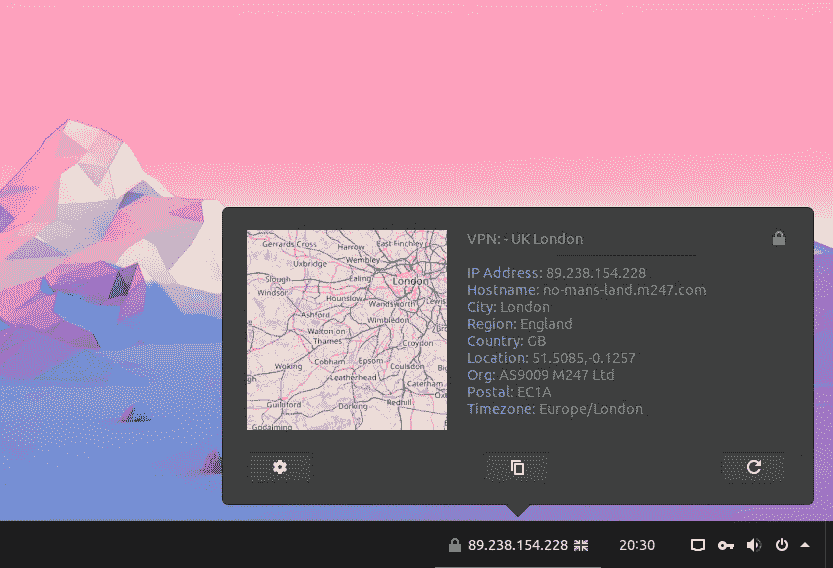 VPN: - UK London
IP Address: 89.238.154.228
Hostname: no-mans-land.m247.com
City: London
Region: England
Country: GB
Location: 51.5085,-0.1257
Org: AS9009 M247 Ltd
Postal: EC1A
Timezone: Europe/London
Gerrards Cross
Harrow
East Finchley
Uxbridge
Wembley
Slough
Ealing
London
Windsor
Hounslow
Wandsworth
Lewis
Ashford
Wimbledon
Walton on
Thames
Croydon
Cobham
Epsom
Coulsdon
Woking
Leatherhead
Caterham
Guildford
Dorking
Redhill
Godalming
89.238.154.228
20:30